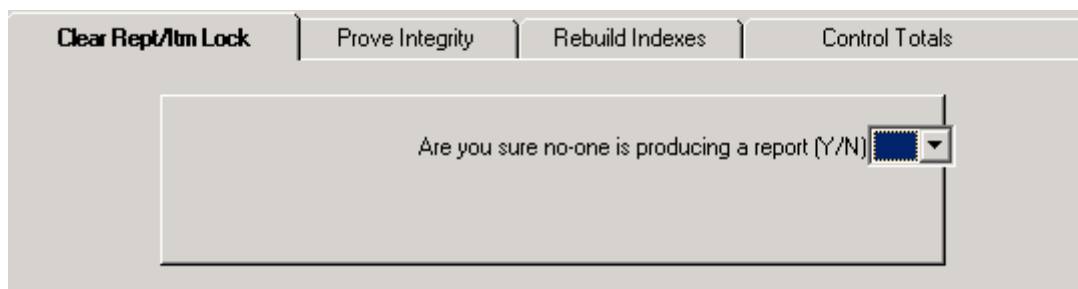 Clear Rept/Itm Lock Prove Integrity Rebuild Indexes Control Totals
Are you sure no-one is producing a report (Y/N)